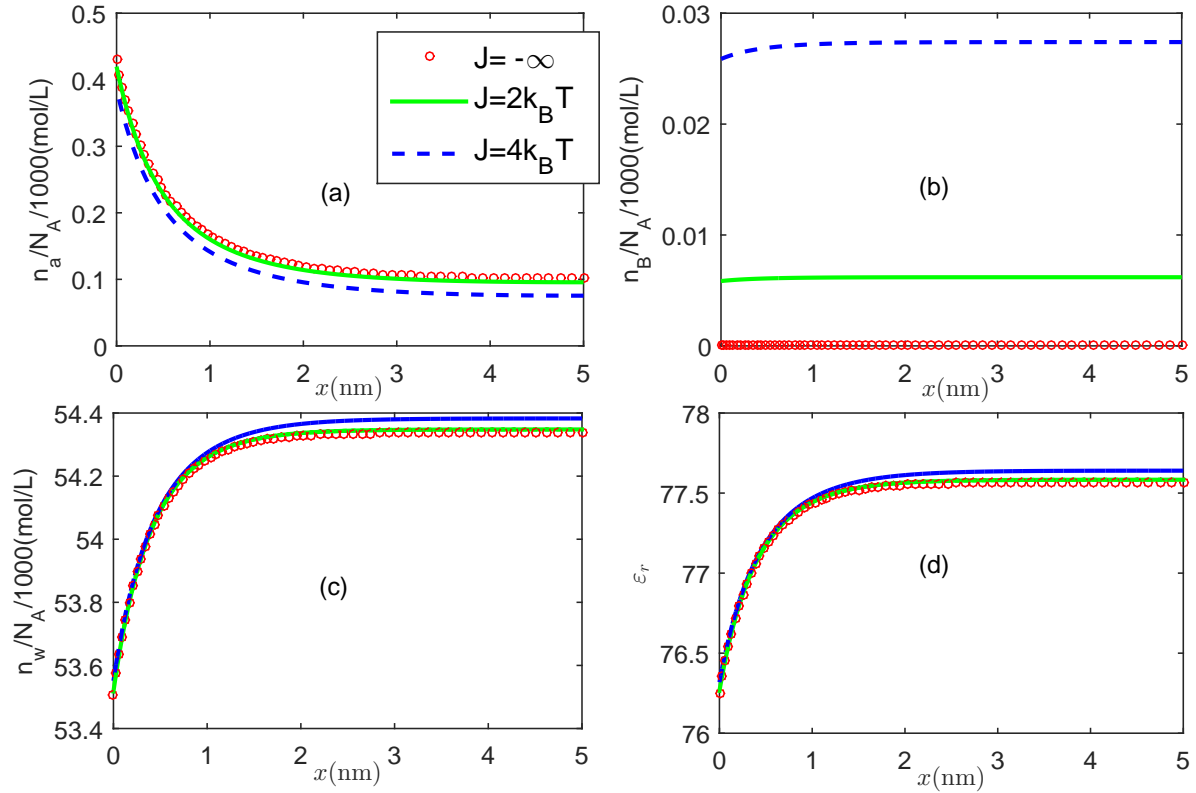 0.5
0.4
0.3
0.2
0.1
0
n_a/N_A/1000(mol/L)
(a)
J= -∞
J=2k_BT
J=4k_BT
0 1 2 3 4 5
x(nm)
0.03
0.02
0.01
0
n_B/N_A/1000(mol/L)
(b)
0 1 2 3 4 5
x(nm)
54.4
54.2
54
53.8
53.6
53.4
n_w/N_A/1000(mol/L)
(c)
0 1 2 3 4 5
x(nm)
78
77.5
77
76.5
76
ε_r
(d)
0 1 2 3 4 5
x(nm)